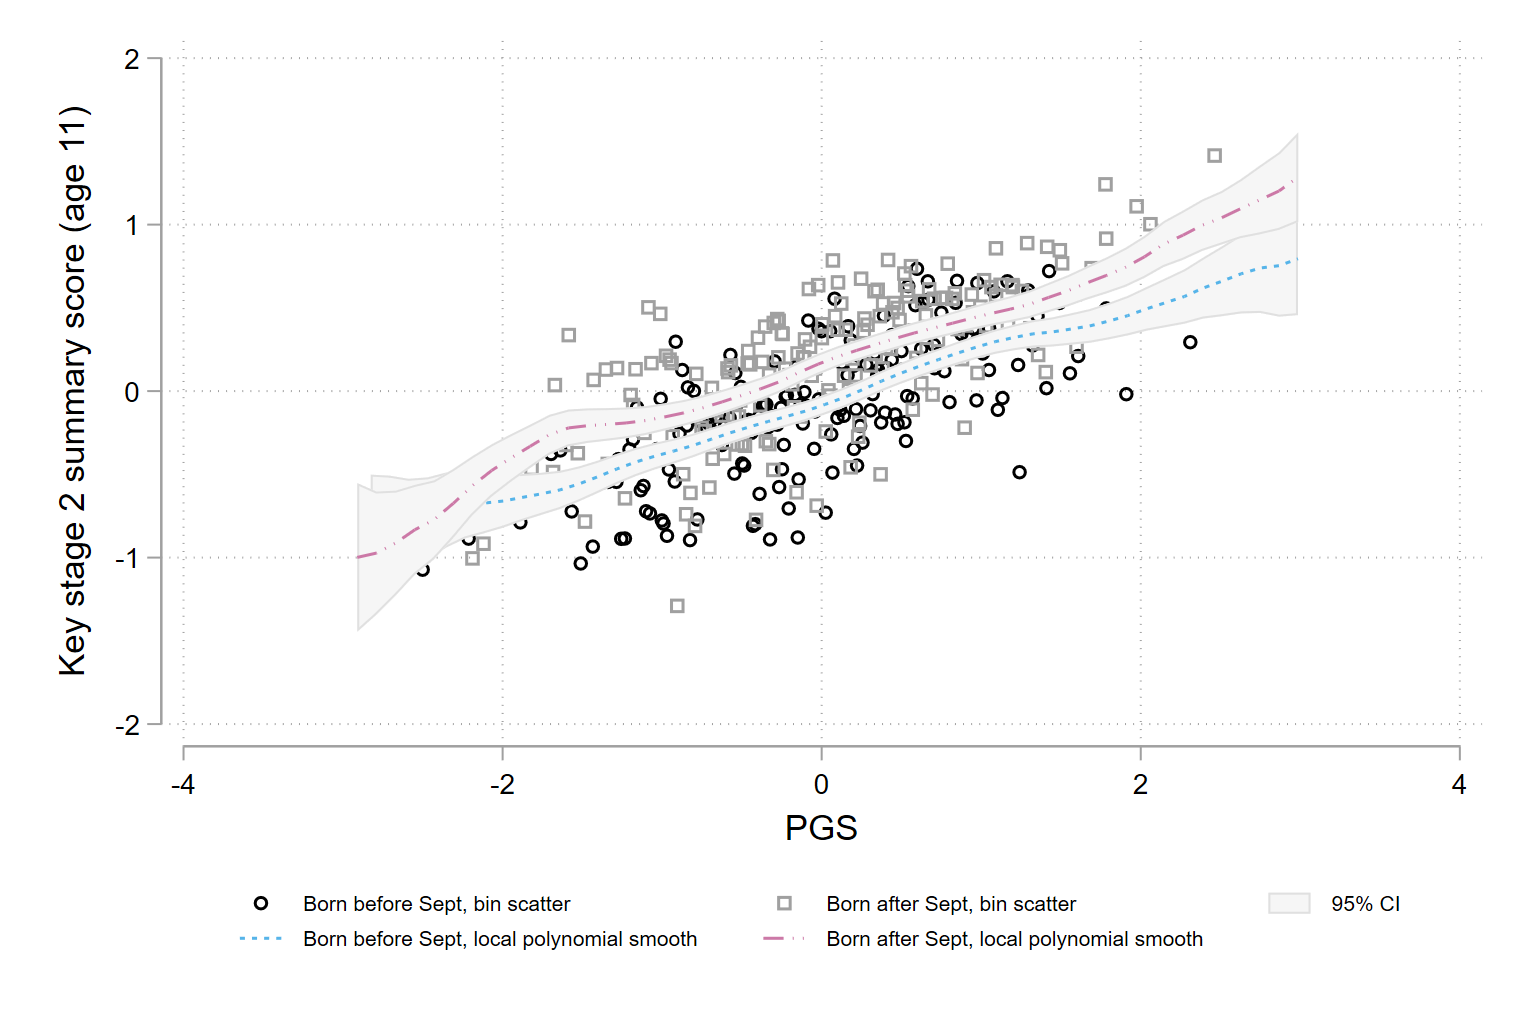 Key stage 2 summary score (age 11)
2
1
0
-1
-2
-4
-2
0
2
4
PGS
Born before Sept, bin scatter
Born after Sept, bin scatter
95% CI
Born before Sept, local polynomial smooth
Born after Sept, local polynomial smooth